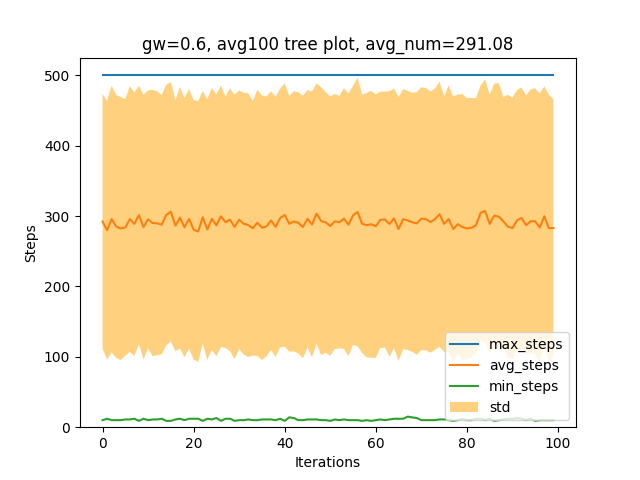 gw=0.6, avg100 tree plot, avg_num=291.08
500
400
300
200
100
0
Steps
0 20 40 60 80 100
Iterations
max_steps
avg_steps
min_steps
std